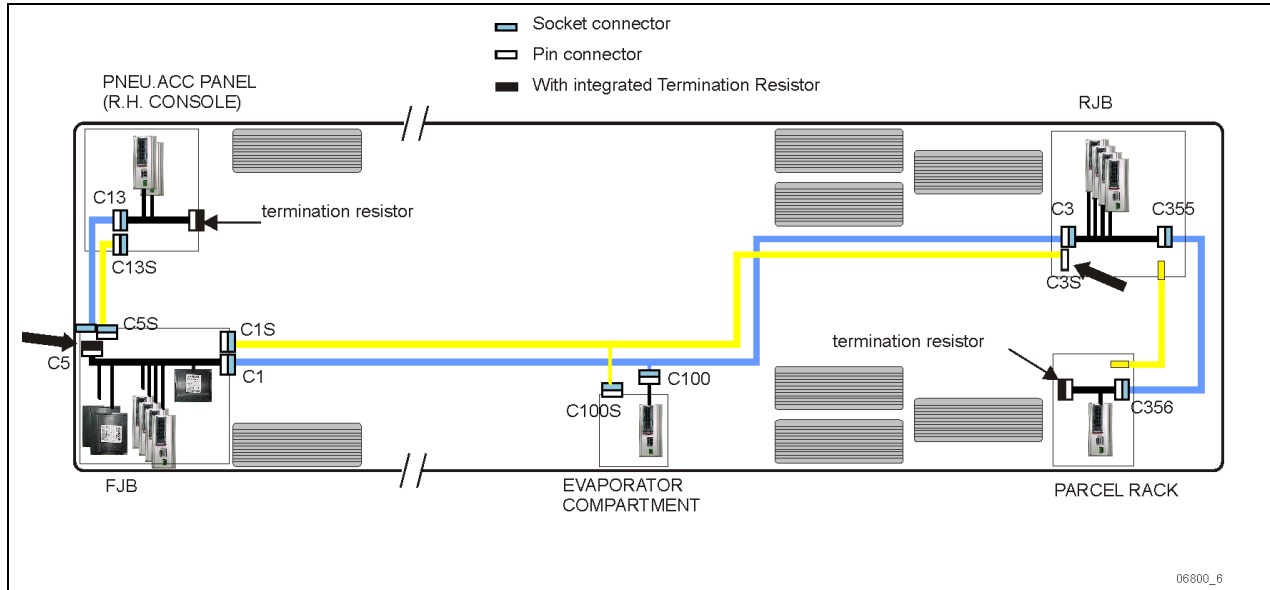 Socket connector
Pin connector
With integrated Termination Resistor
PNEU.ACC PANEL
(R.H. CONSOLE)
RJB
C13
termination resistor
C3
C355
C13S
C3S
C5S
C1S
C5
C1
termination resistor
C100
C100S
C356
FJB
EVAPORATOR
COMPARTMENT
PARCEL RACK
06800_6